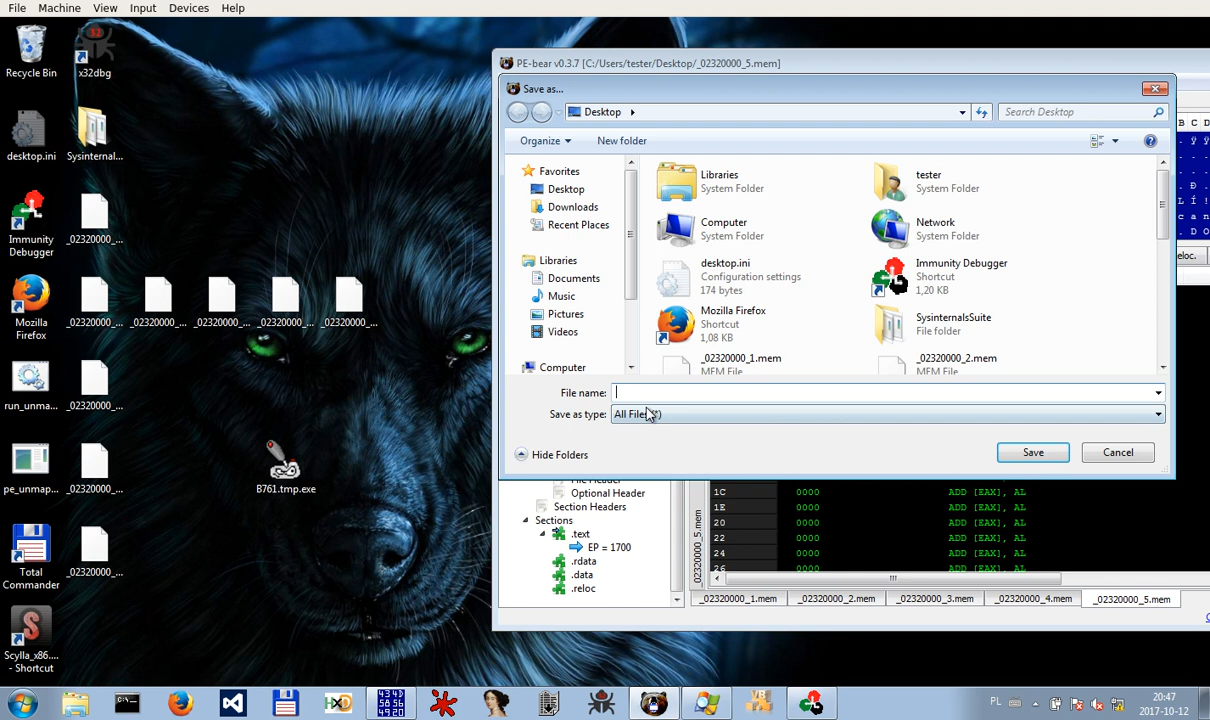 File Machine View Input Devices Help
Recycle Bin
32
x32dbg
desktop.ini
Sysinternal...
Immunity
Debugger
_02320000_...
Mozilla
Firefox
_02320000_...
_02320000_...
_02320000_...
_02320000_...
_02320000_...
run_unma...
_02320000_...
pe_unmap...
_02320000_...
B761.tmp.exe
Total
Commander
_02320000_...
Scylla_x86....
- Shortcut
PE-bear v0.3.7 [C:/Users/tester/Desktop/_02320000_5.mem]
Save as...
Desktop
Search Desktop
Organize
New folder
Favorites
Desktop
Downloads
Recent Places
Libraries
Documents
Music
Pictures
Videos
Computer
Libraries
System Folder
tester
System Folder
Computer
System Folder
Network
System Folder
desktop.ini
Configuration settings
174 bytes
Immunity Debugger
Shortcut
1,20 KB
Mozilla Firefox
Shortcut
1,08 KB
SysinternalsSuite
File folder
_02320000_1.mem
MEM File
_02320000_2.mem
MEM File
File name:
Save as type:
Hide Folders
Save
Cancel
B C D
eloc.
Optional Header
Section Headers
Sections
.text
EP = 1700
.rdata
.data
.reloc
_02320000_5.mem
1C 0000 ADD [EAX], AL
1E 0000 ADD [EAX], AL
20 0000 ADD [EAX], AL
22 0000 ADD [EAX], AL
24 0000 ADD [EAX], AL
26 0000 ADD [EAX], AL
_02320000_1.mem _02320000_2.mem _02320000_3.mem _02320000_4.mem _02320000_5.mem
PL
20:47
2017-10-12